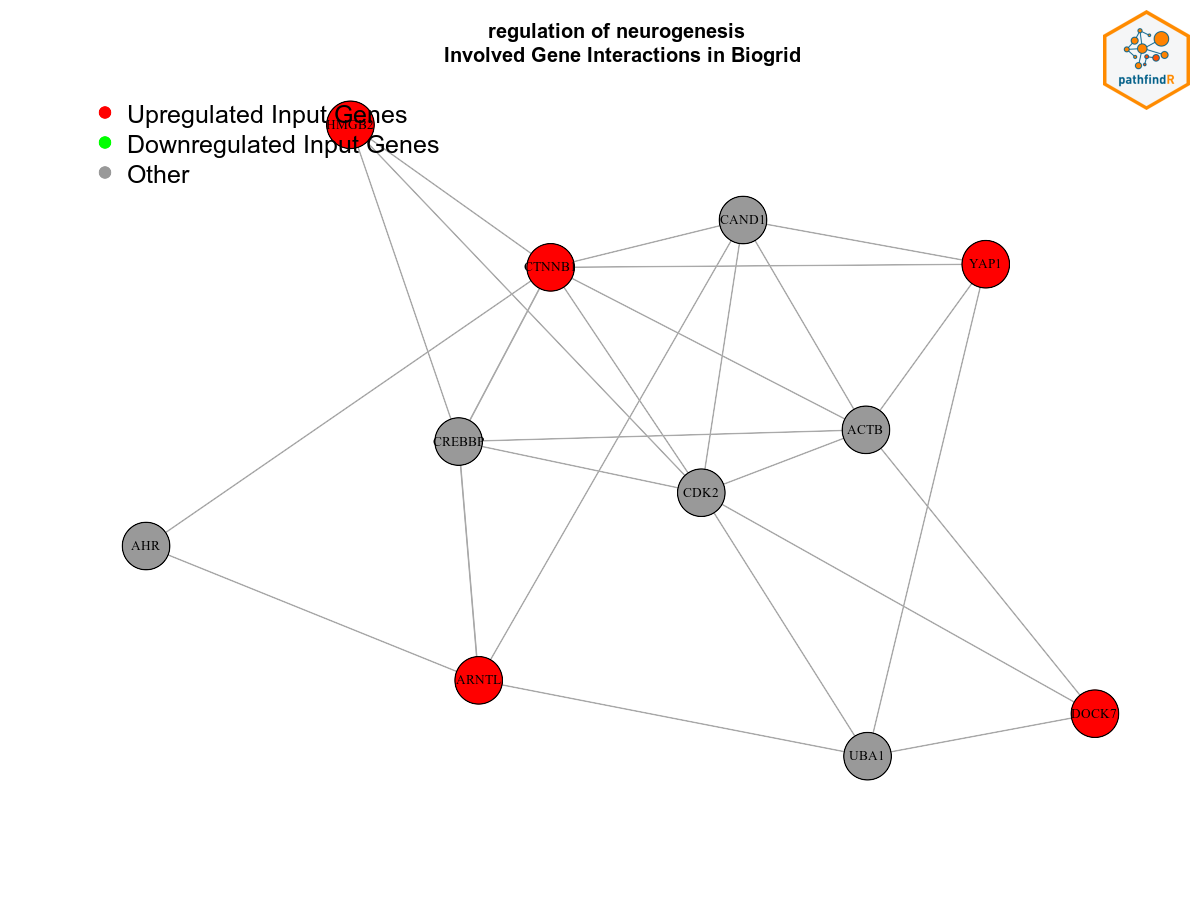 regulation of neurogenesis
Involved Gene Interactions in Biogrid
pathfindR
Upregulated Input Genes
HMGB2
Downregulated Input Genes
Other
CAND1
CTNNB1
YAP1
CREBBP
ACTB
CDK2
AHR
ARNTL
DOCK7
UBA1